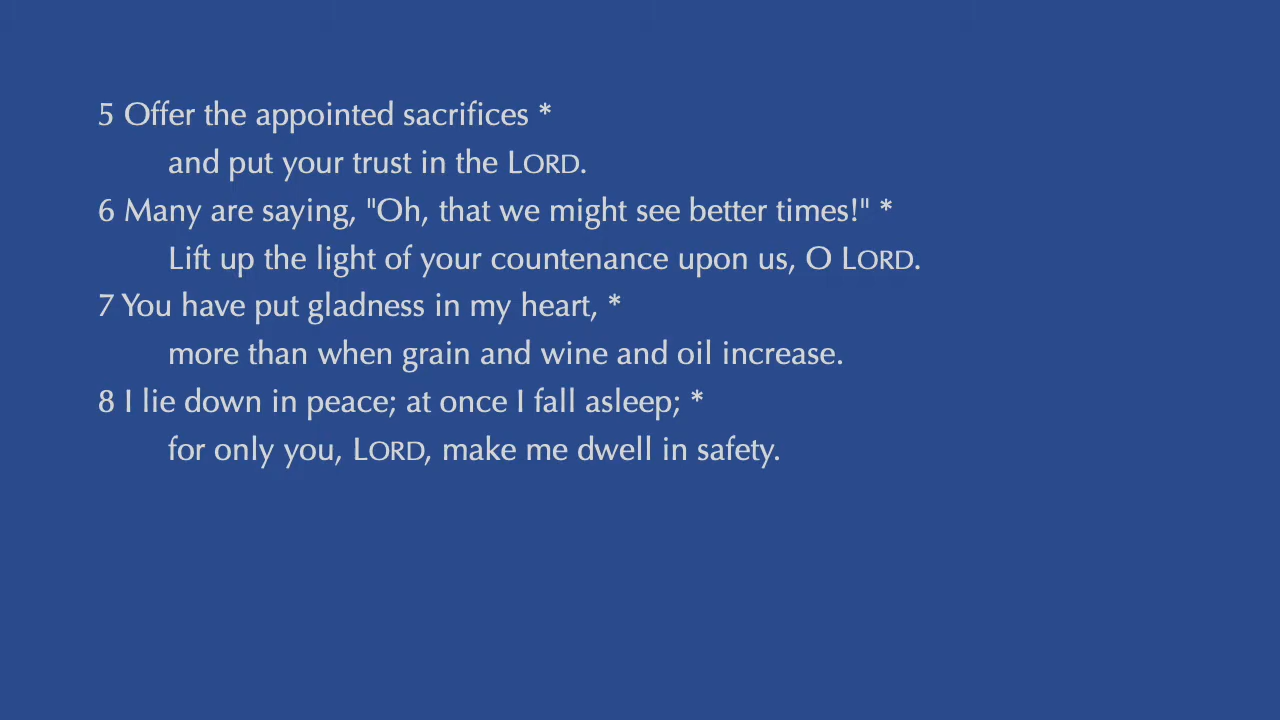 5 Offer the appointed sacrifices *
and put your trust in the LORD.
6 Many are saying, "Oh, that we might see better times!" *
Lift up the light of your countenance upon us, O LORD.
7 You have put gladness in my heart, *
more than when grain and wine and oil increase.
8 I lie down in peace; at once I fall asleep; *
for only you, LORD, make me dwell in safety.